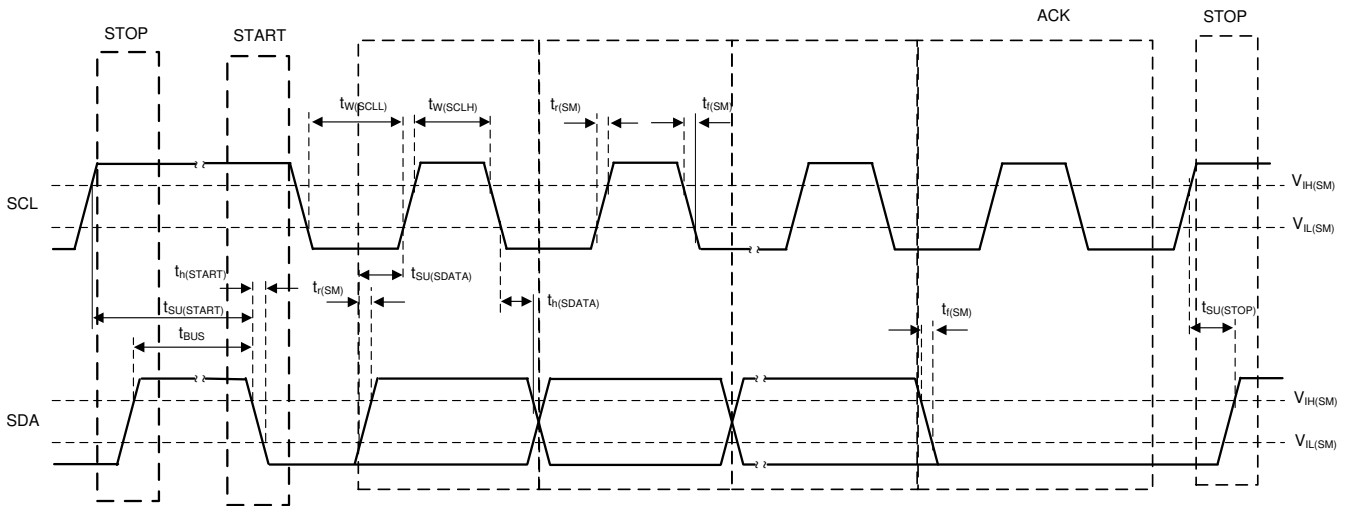 STOP
START
ACK
STOP
tW(SCLL)
tW(SCLH)
tr(SM)
tf(SM)
SCL
VIH(SM)
VIL(SM)
th(START)
tSU(START)
tBUS
tr(SM)
tSU(SDATA)
th(SDATA)
tf(SM)
tSU(STOP)
SDA
VIH(SM)
VIL(SM)